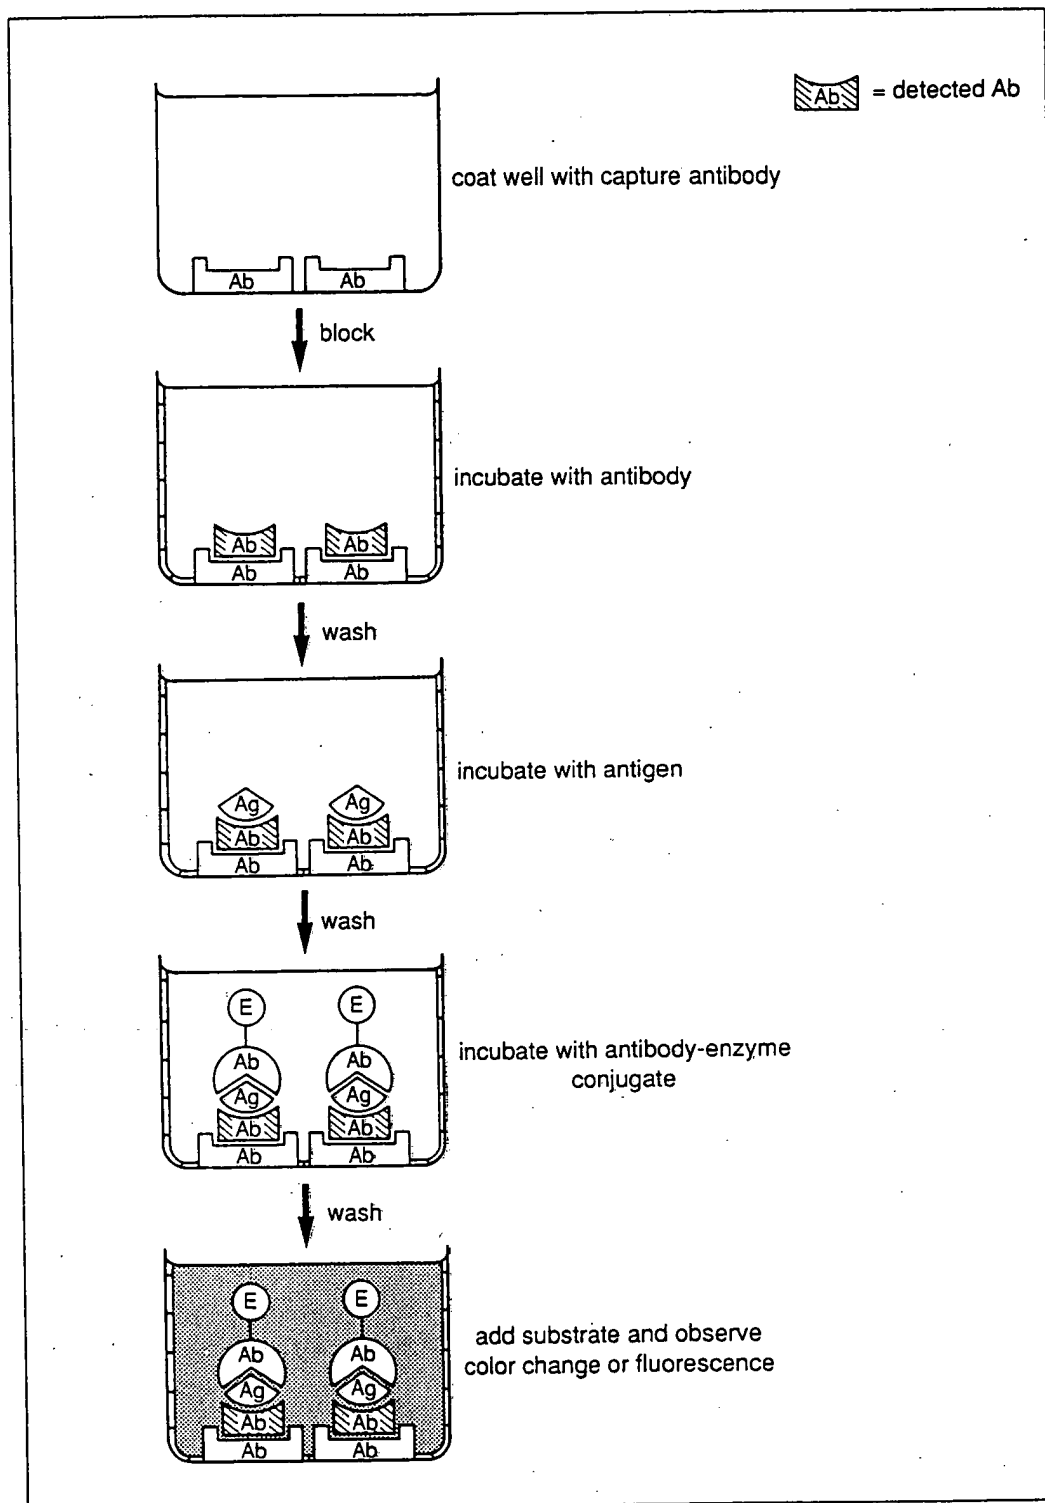 Ab = detected Ab
coat well with capture antibody
Ab Ab
block
incubate with antibody
Ab Ab
Ab Ab
wash
incubate with antigen
Ag Ag
Ab Ab
Ab Ab
wash
E E
incubate with antibody-enzyme
conjugate
Ab Ab
Ag Ag
Ab Ab
Ab Ab
wash
E E
add substrate and observe
color change or fluorescence
Ab Ab
Ag Ag
Ab Ab
Ab Ab